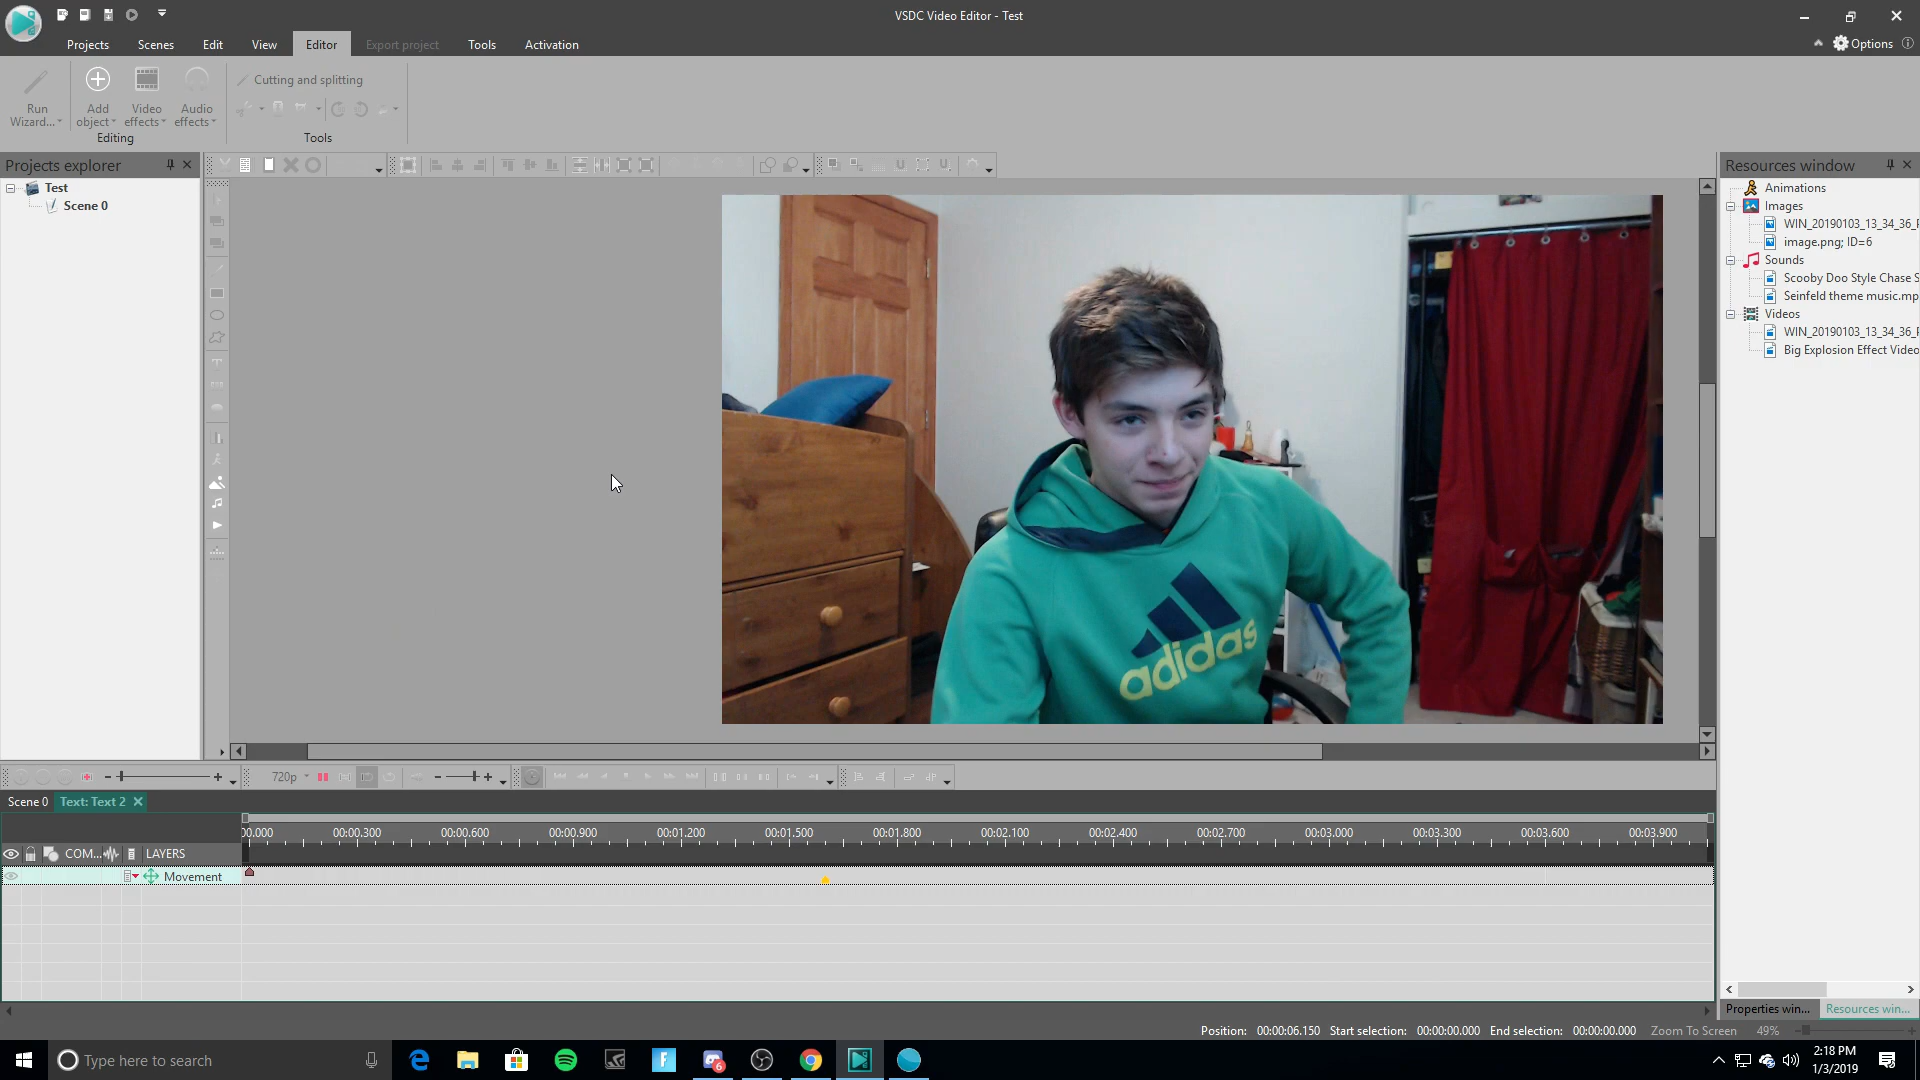 VSDC Video Editor - Test
Projects
Scenes
Edit
View
Editor
Export project
Tools
Activation
Options
Run Wizard...
Add object
Video effects
Audio effects
Editing
Cutting and splitting
Tools
Projects explorer
Test
Scene 0
Resources window
Animations
Images
WIN_20190103_13_34_36_
image.png; ID=6
Sounds
Scooby Doo Style Chase S
Seinfeld theme music.mp
Videos
WIN_20190103_13_34_36_
Big Explosion Effect Video
adidas
720p
Scene 0
Text: Text 2
00.000
00:00.300
00:00.600
00:00.900
00:01.200
00:01.500
00:01.800
00:02.100
00:02.400
00:02.700
00:03.000
00:03.300
00:03.600
00:03.900
COM...
LAYERS
Movement
Properties win...
Resources win...
Position: 00:00:06.150 Start selection: 00:00:00.000 End selection: 00:00:00.000 Zoom To Screen 49%
Type here to search
6
2:18 PM
1/3/2019